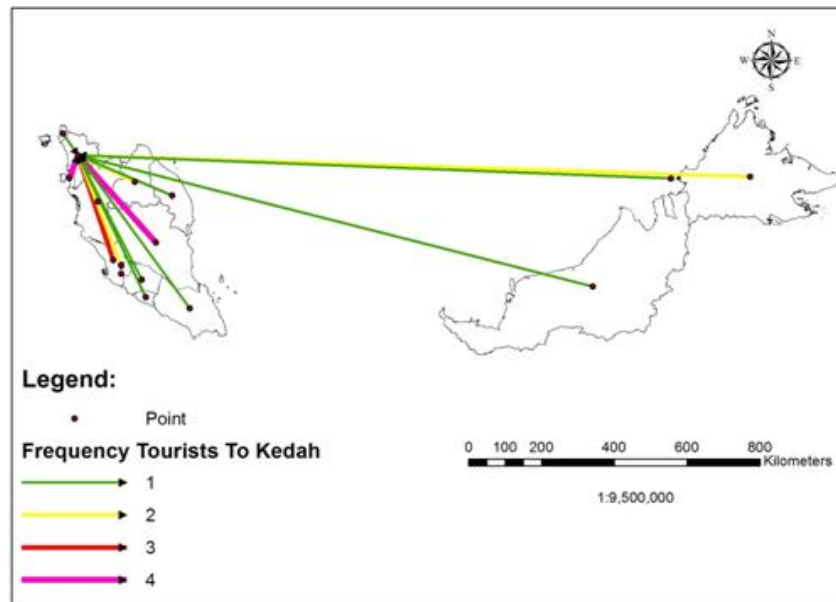 N
W E
S
Legend:
Point
Frequency Tourists To Kedah
1
2
3
4
0 100 200 400 600 800
Kilometers
1:9,500,000